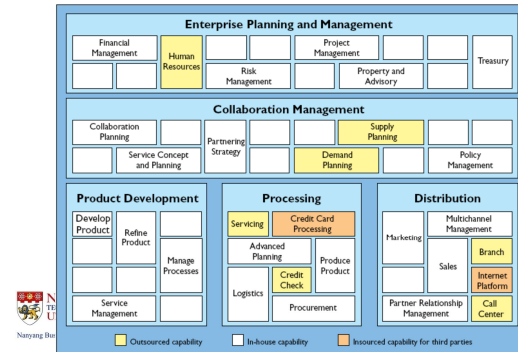 Enterprise Planning and Management
Financial
Management
Human
Resources
Project
Management
Treasury
Risk
Management
Property and
Advisory
Collaboration Management
Collaboration
Planning
Partnering
Strategy
Supply
Planning
Service Concept
and Planning
Demand
Planning
Policy
Management
Product Development
Develop
Product
Refine
Product
Manage
Processes
Service
Management
Processing
Servicing
Credit Card
Processing
Advanced
Planning
Produce
Product
Logistics
Credit
Check
Procurement
Distribution
Marketing
Multichannel
Management
Sales
Branch
Internet
Platform
Partner Relationship
Management
Call
Center
N
TE
U
Nanyang Bus
Outsourced capability
In-house capability
Insourced capability for third parties